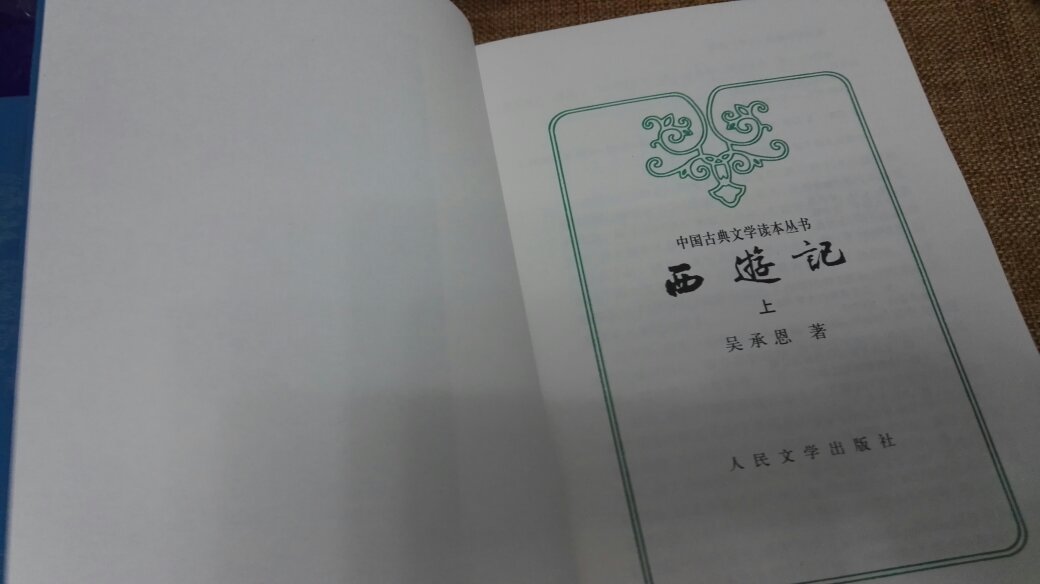 中国古典文学读本丛书
西遊記
上
吴承恩 著
人民文学出版社